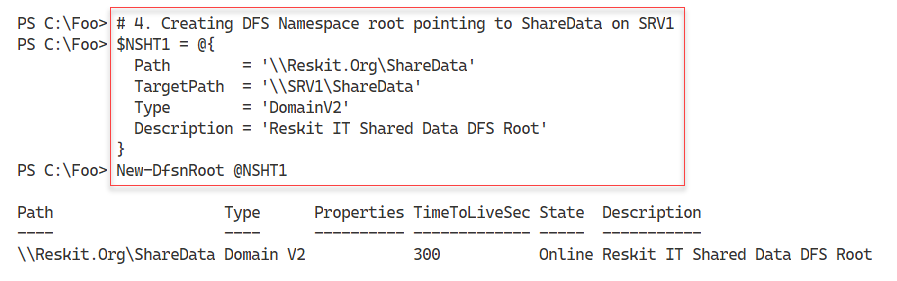 PS C:\Foo> # 4. Creating DFS Namespace root pointing to ShareData on SRV1
PS C:\Foo> $NSHT1 = @{
  Path        = '\\Reskit.Org\ShareData'
  TargetPath  = '\\SRV1\ShareData'
  Type        = 'DomainV2'
  Description = 'Reskit IT Shared Data DFS Root'
}
PS C:\Foo> New-DfsnRoot @NSHT1
Path                   Type      Properties TimeToLiveSec State  Description
----                   ----      ---------- ------------- -----  -----------
\\Reskit.Org\ShareData Domain V2            300           Online Reskit IT Shared Data DFS Root